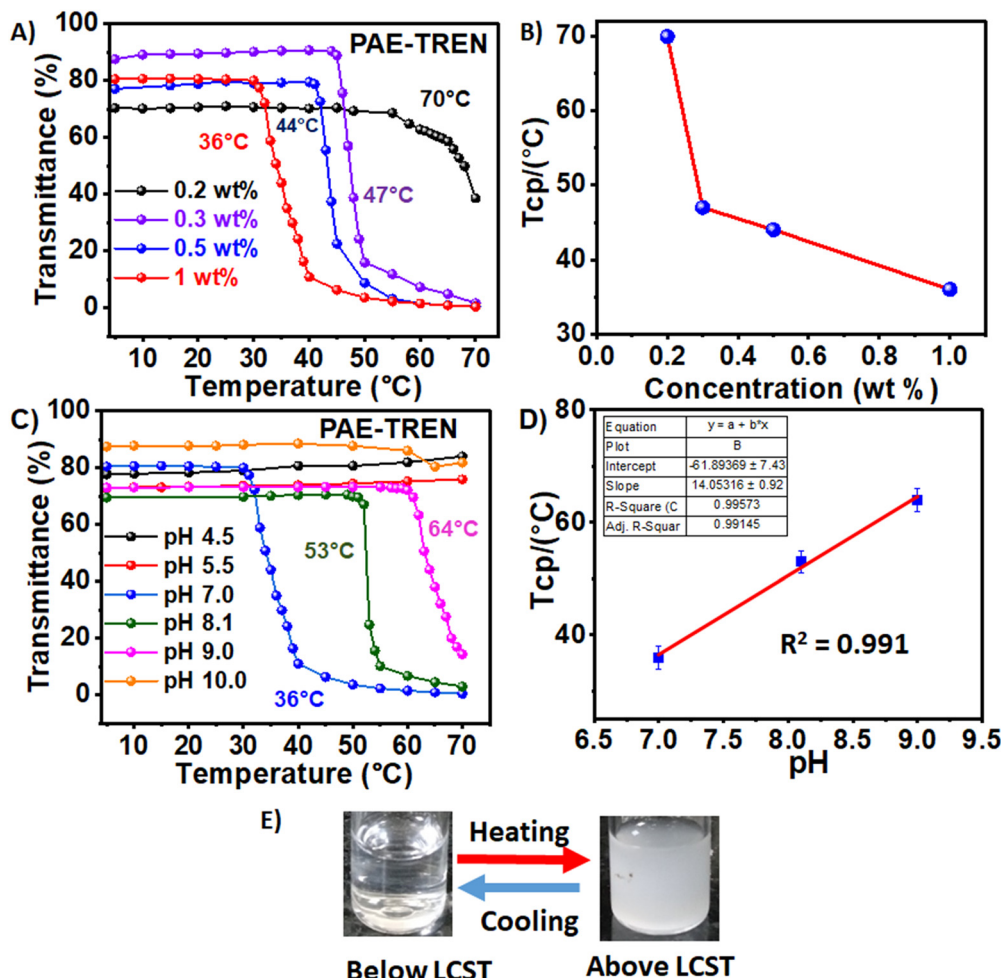 A)
PAE-TREN
Transmittance (%)
100
80
60
40
20
0
70°C
44°C
36°C
47°C
0.2 wt%
0.3 wt%
0.5 wt%
1 wt%
10 20 30 40 50 60 70
Temperature (°C)
B)
Tcp/(°C)
70
60
50
40
30
0.0 0.2 0.4 0.6 0.8 1.0
Concentration (wt %)
C)
PAE-TREN
Transmittance (%)
100
80
60
40
20
0
64°C
53°C
36°C
pH 4.5
pH 5.5
pH 7.0
pH 8.1
pH 9.0
pH 10.0
10 20 30 40 50 60 70
Temperature (°C)
D)
Tcp/(°C)
80
60
40
Equation y = a + b*x
Plot B
Intercept -61.89369 ± 7.43
Slope 14.05316 ± 0.92
R-Square (C 0.99573
Adj. R-Squar 0.99145
R² = 0.991
6.5 7.0 7.5 8.0 8.5 9.0 9.5
pH
E)
Heating
Cooling
Below LCST
Above LCST